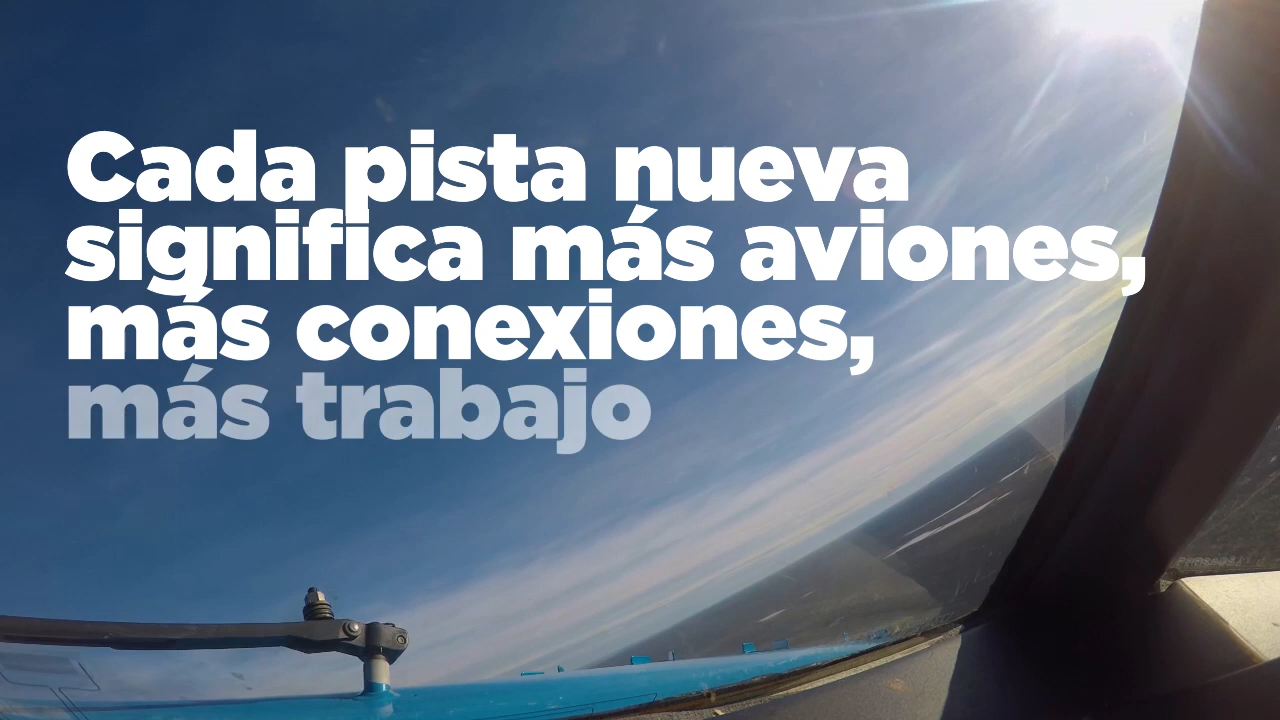 Cada pista nueva
significa más aviones,
más conexiones,
más trabajo